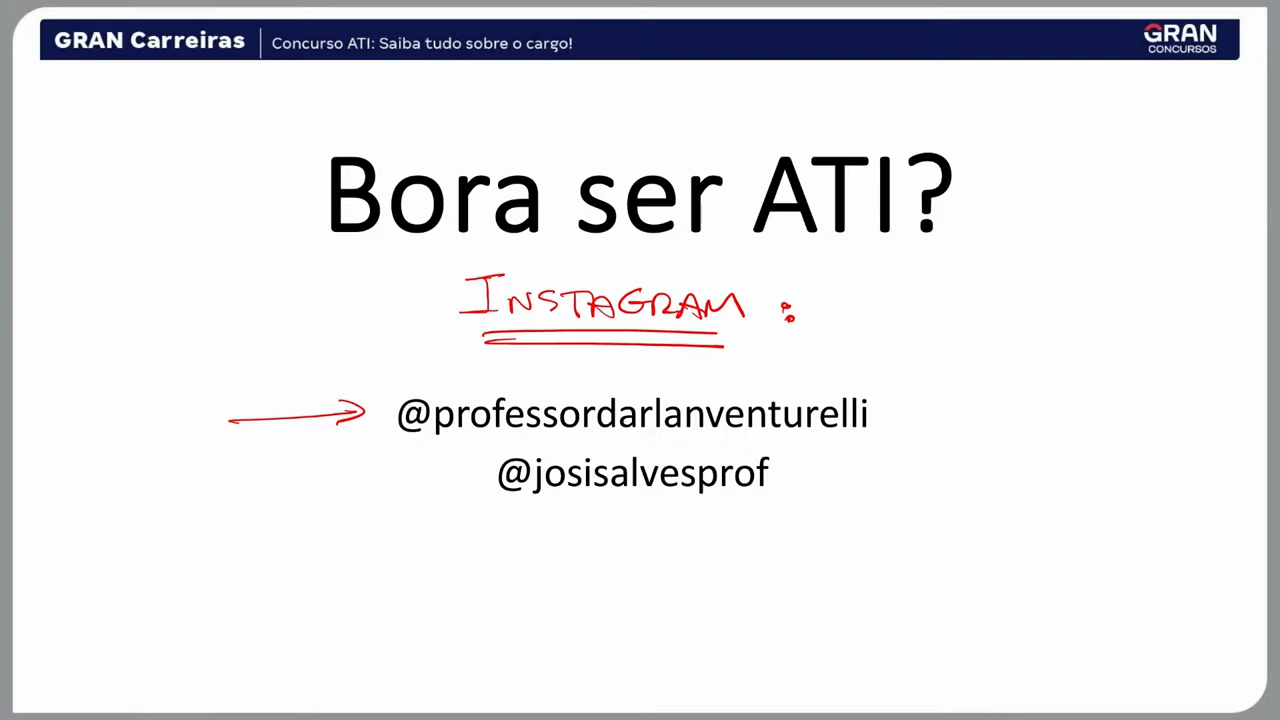 GRAN Carreiras
Concurso ATI: Saiba tudo sobre o cargo!
GRAN
CONCURSOS
Bora ser ATI?
INSTAGRAM :
@professordarlanventurelli
@josisalvesprof